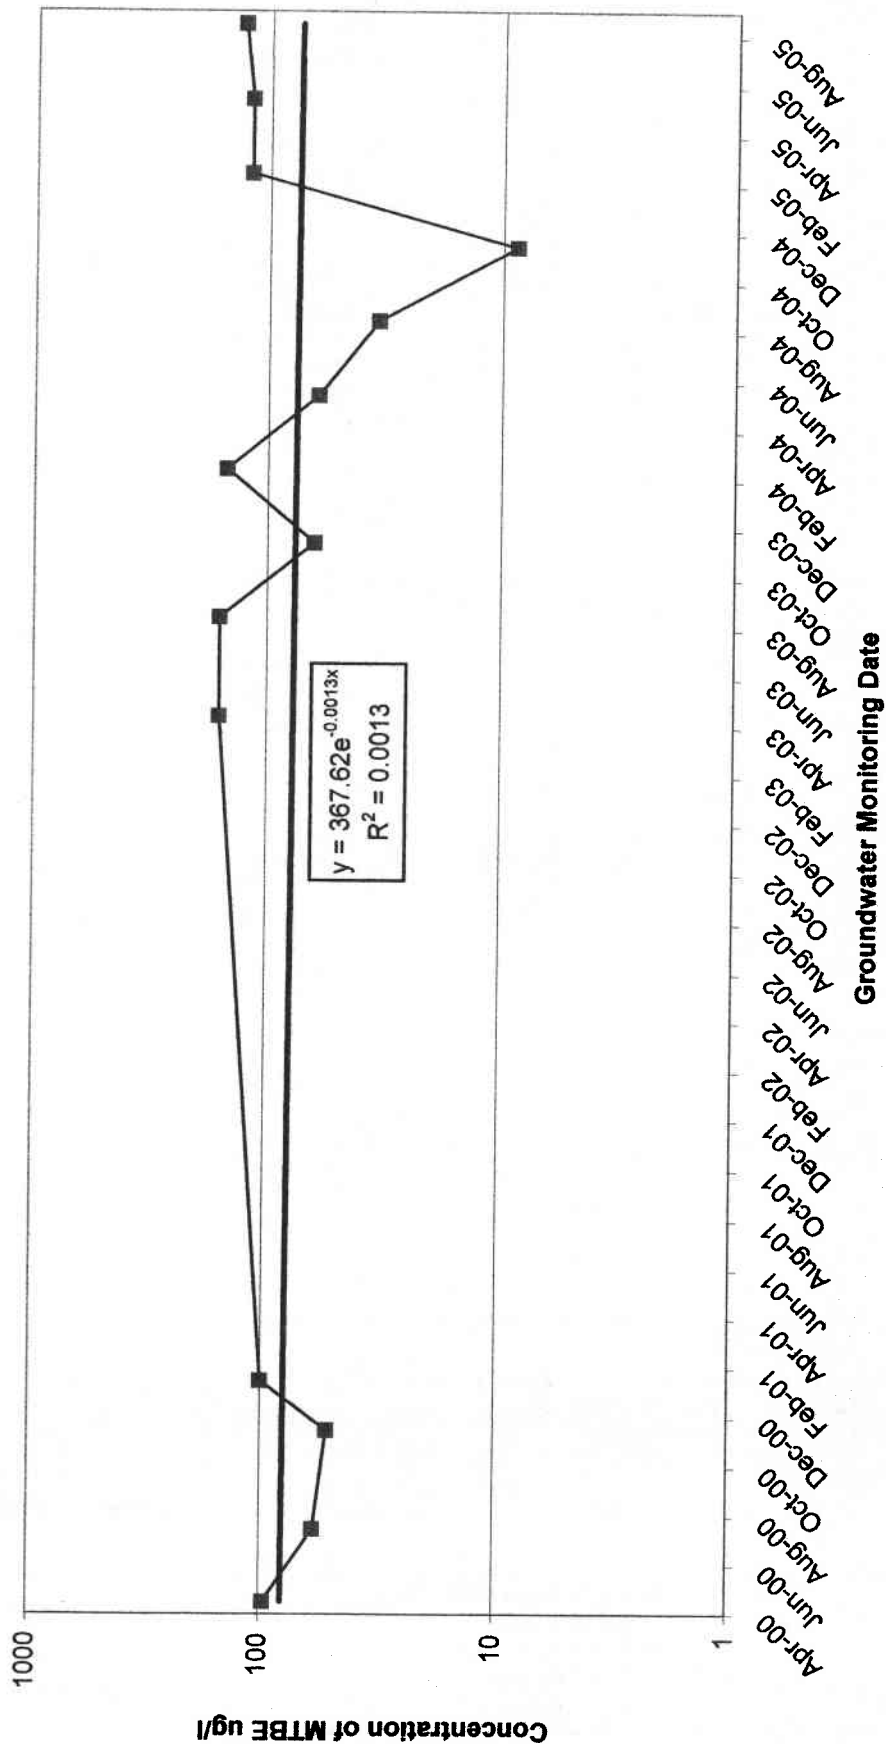 Concentration of MTBE ug/l
1000
100
10
1
y = 367.62e^-0.0013x
R² = 0.0013
Apr-00
Jun-00
Aug-00
Oct-00
Dec-00
Feb-01
Apr-01
Jun-01
Aug-01
Oct-01
Dec-01
Feb-02
Apr-02
Jun-02
Aug-02
Oct-02
Dec-02
Feb-03
Apr-03
Jun-03
Aug-03
Oct-03
Dec-03
Feb-04
Apr-04
Jun-04
Aug-04
Oct-04
Dec-04
Feb-05
Apr-05
Jun-05
Aug-05
Groundwater Monitoring Date